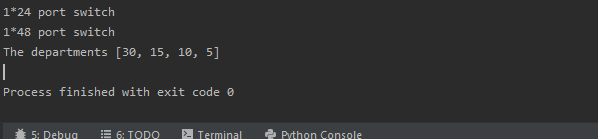 1*24 port switch
1*48 port switch
The departments [30, 15, 10, 5]
Process finished with exit code 0
5: Debug 6: TODO Terminal Python Console